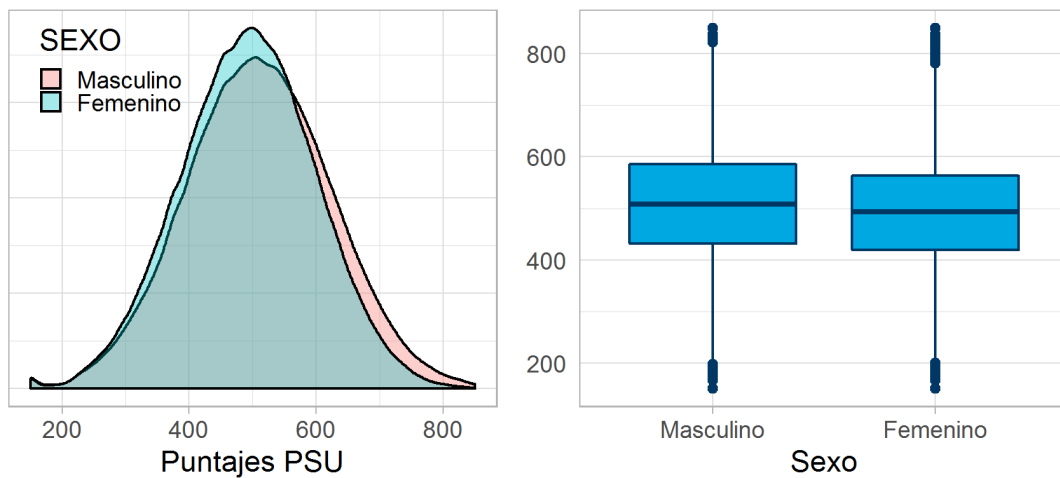 SEXO
Masculino
Femenino
200 400 600 800
Puntajes PSU
800
600
400
200
Masculino Femenino
Sexo